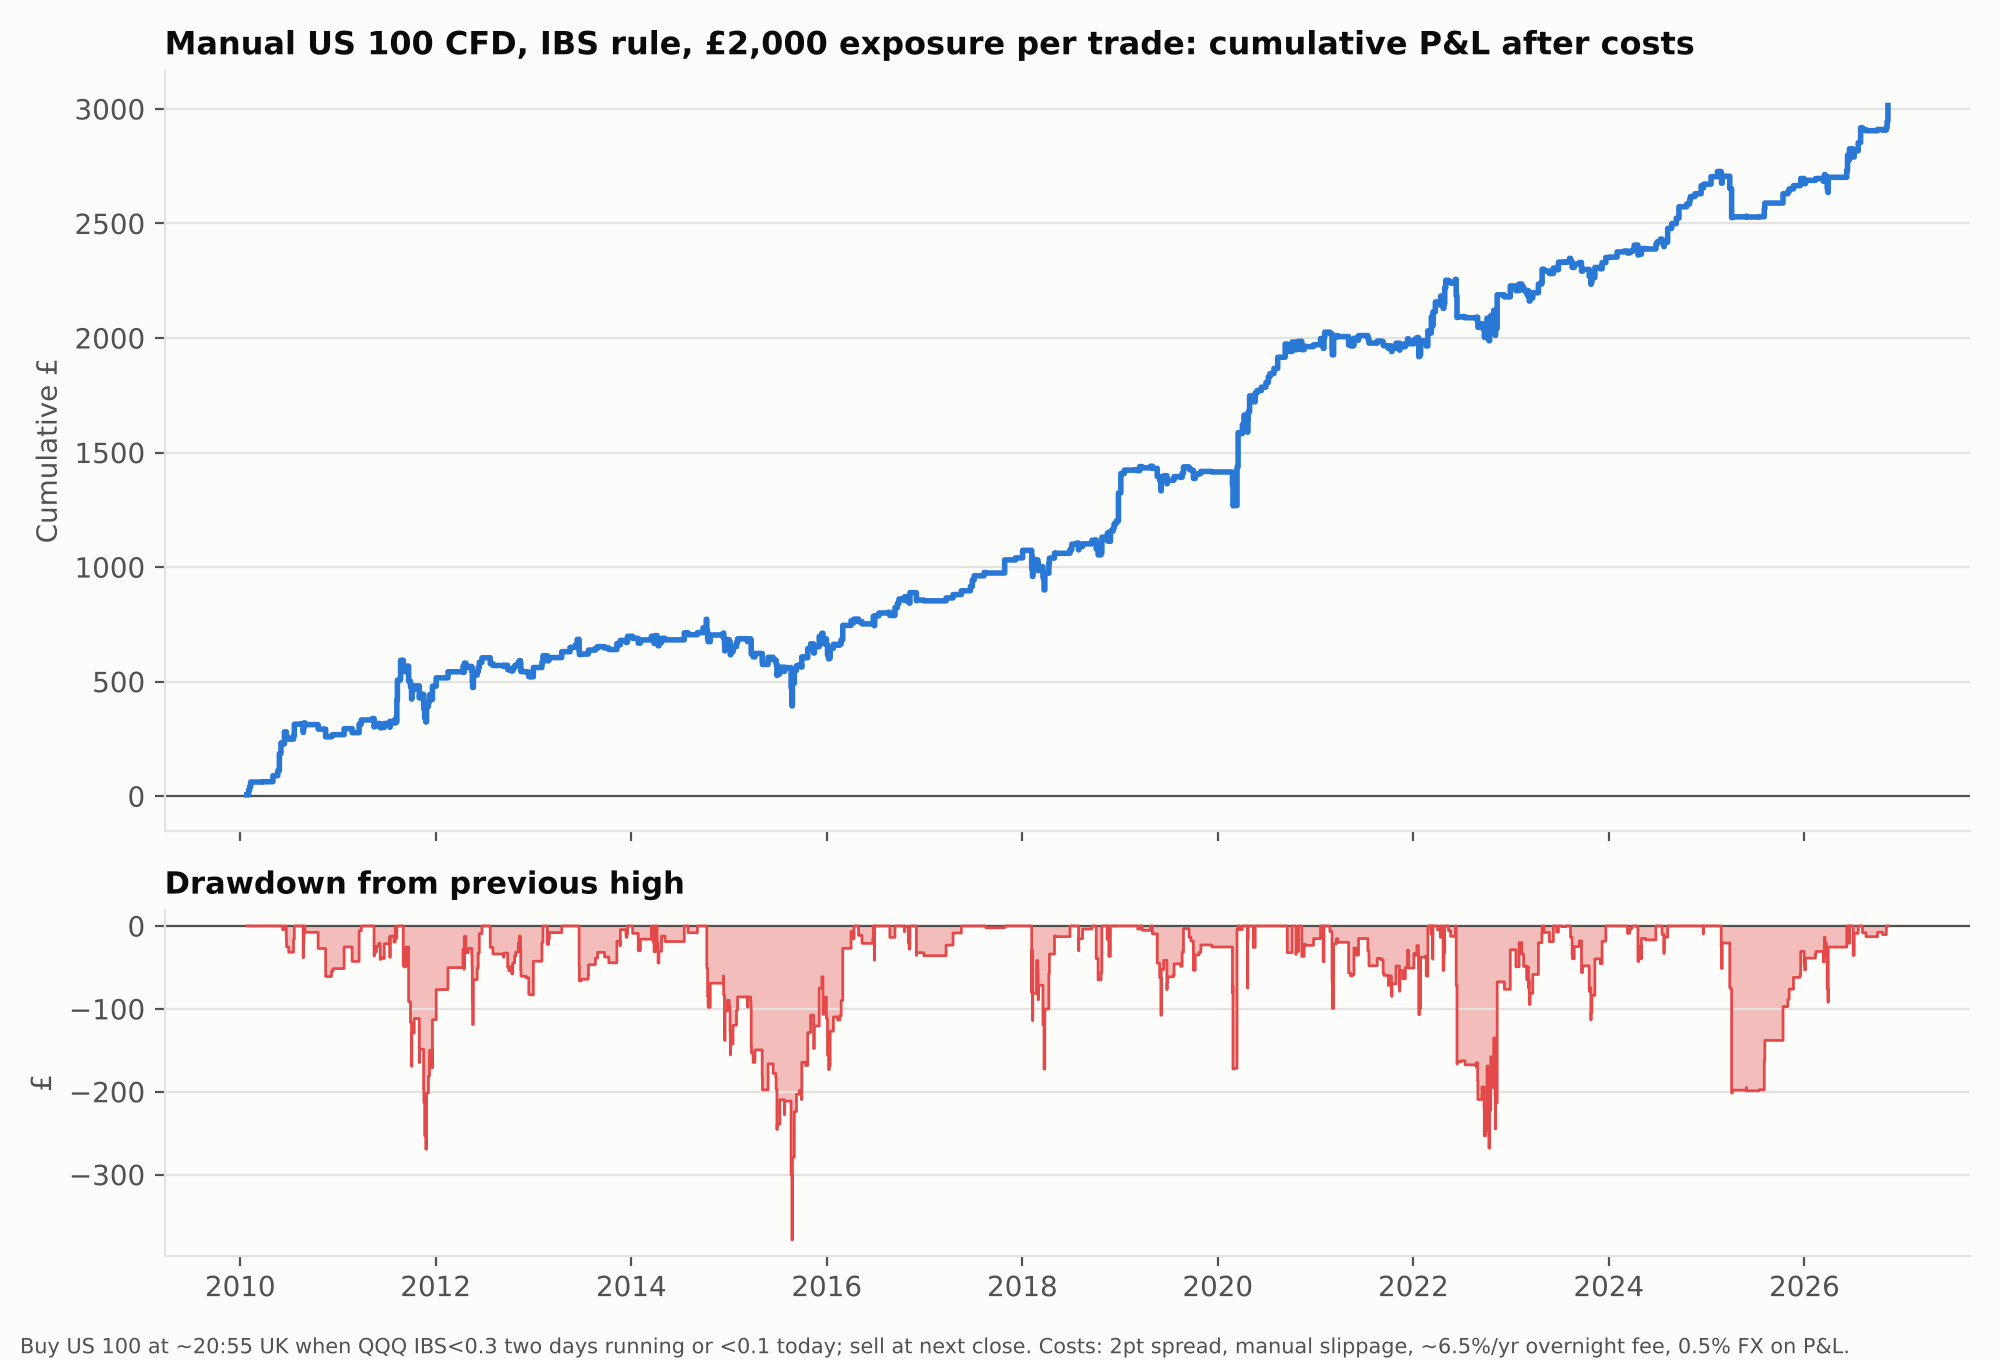 Manual US 100 CFD, IBS rule, £2,000 exposure per trade: cumulative P&L after costs
3000
2500
2000
1500
1000
500
0
Cumulative £
Drawdown from previous high
0
−100
−200
−300
£
2010 2012 2014 2016 2018 2020 2022 2024 2026
Buy US 100 at ~20:55 UK when QQQ IBS<0.3 two days running or <0.1 today; sell at next close. Costs: 2pt spread, manual slippage, ~6.5%/yr overnight fee, 0.5% FX on P&L.